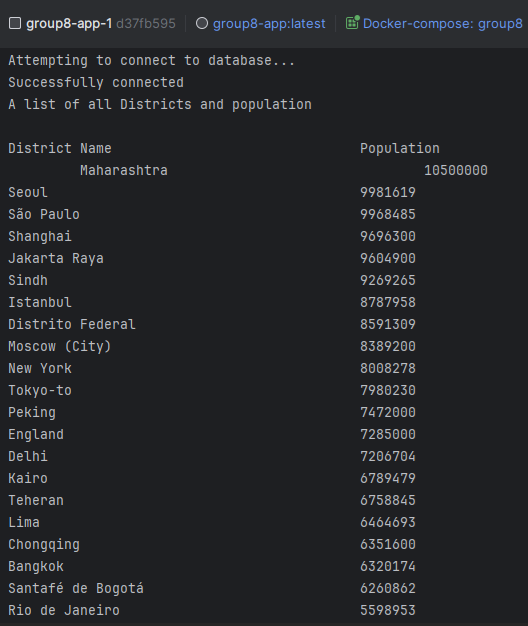 group8-app-1 d37fb595 group8-app:latest Docker-compose: group8
Attempting to connect to database...
Successfully connected
A list of all Districts and population
District Name Population
Maharashtra 10500000
Seoul 9981619
São Paulo 9968485
Shanghai 9696300
Jakarta Raya 9604900
Sindh 9269265
Istanbul 8787958
Distrito Federal 8591309
Moscow (City) 8389200
New York 8008278
Tokyo-to 7980230
Peking 7472000
England 7285000
Delhi 7206704
Kairo 6789479
Teheran 6758845
Lima 6464693
Chongqing 6351600
Bangkok 6320174
Santafé de Bogotá 6260862
Rio de Janeiro 5598953